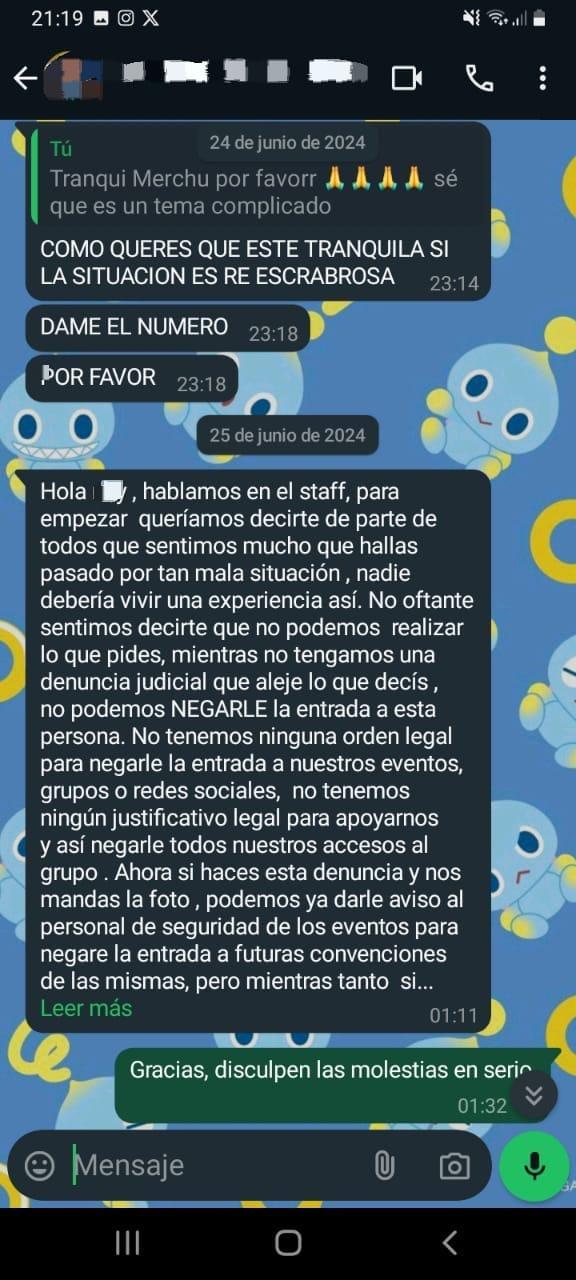 21:19
24 de junio de 2024
Tú
Tranqui Merchu por favorr 🙏🙏🙏🙏 sé
que es un tema complicado
COMO QUERES QUE ESTE TRANQUILA SI
LA SITUACION ES RE ESCRABROSA
23:14
DAME EL NUMERO
23:18
POR FAVOR
23:18
25 de junio de 2024
Hola , hablamos en el staff, para
empezar queríamos decirte de parte de
todos que sentimos mucho que hallas
pasado por tan mala situación , nadie
debería vivir una experiencia así. No oftante
sentimos decirte que no podemos realizar
lo que pides, mientras no tengamos una
denuncia judicial que aleje lo que decís ,
no podemos NEGARLE la entrada a esta
persona. No tenemos ninguna orden legal
para negarle la entrada a nuestros eventos,
grupos o redes sociales, no tenemos
ningún justificativo legal para apoyarnos
y así negarle todos nuestros accesos al
grupo . Ahora si haces esta denuncia y nos
mandas la foto , podemos ya darle aviso al
personal de seguridad de los eventos para
negare la entrada a futuras convenciones
de las mismas, pero mientras tanto si...
Leer más
01:11
Gracias, disculpen las molestias en serio
01:32
Mensaje